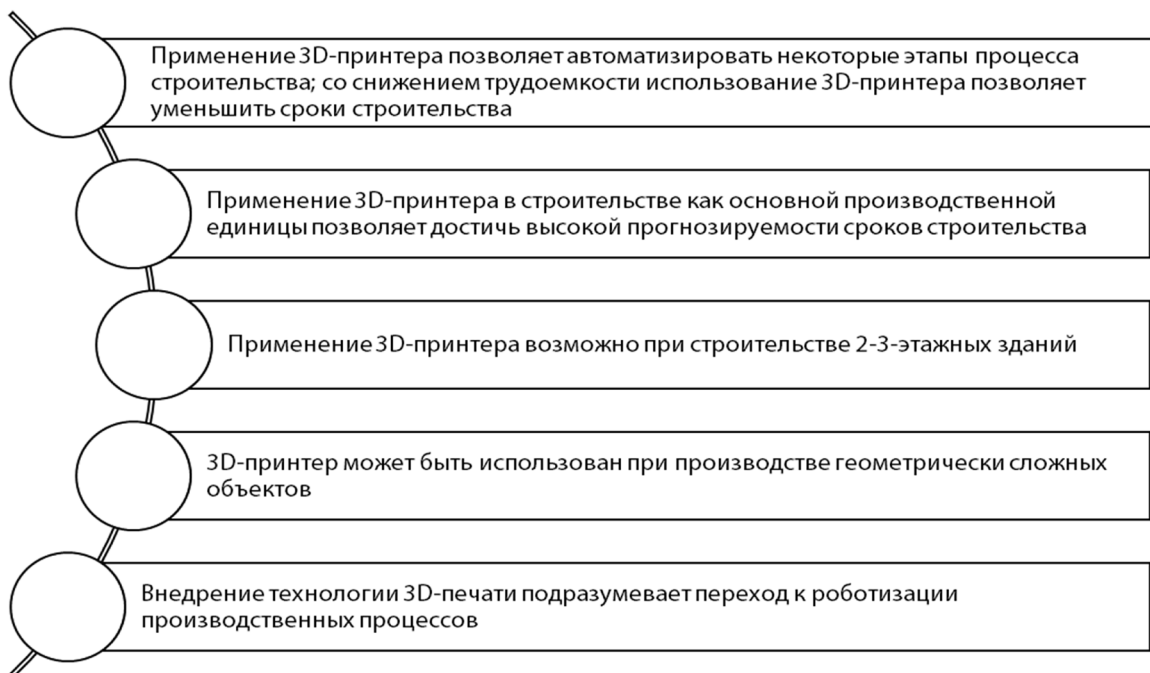 Применение 3D-принтера позволяет автоматизировать некоторые этапы процесса
строительства; со снижением трудоемкости использование 3D-принтера позволяет
уменьшить сроки строительства
Применение 3D-принтера в строительстве как основной производственной
единицы позволяет достичь высокой прогнозируемости сроков строительства
Применение 3D-принтера возможно при строительстве 2-3-этажных зданий
3D-принтер может быть использован при производстве геометрически сложных
объектов
Внедрение технологии 3D-печати подразумевает переход к роботизации
производственных процессов